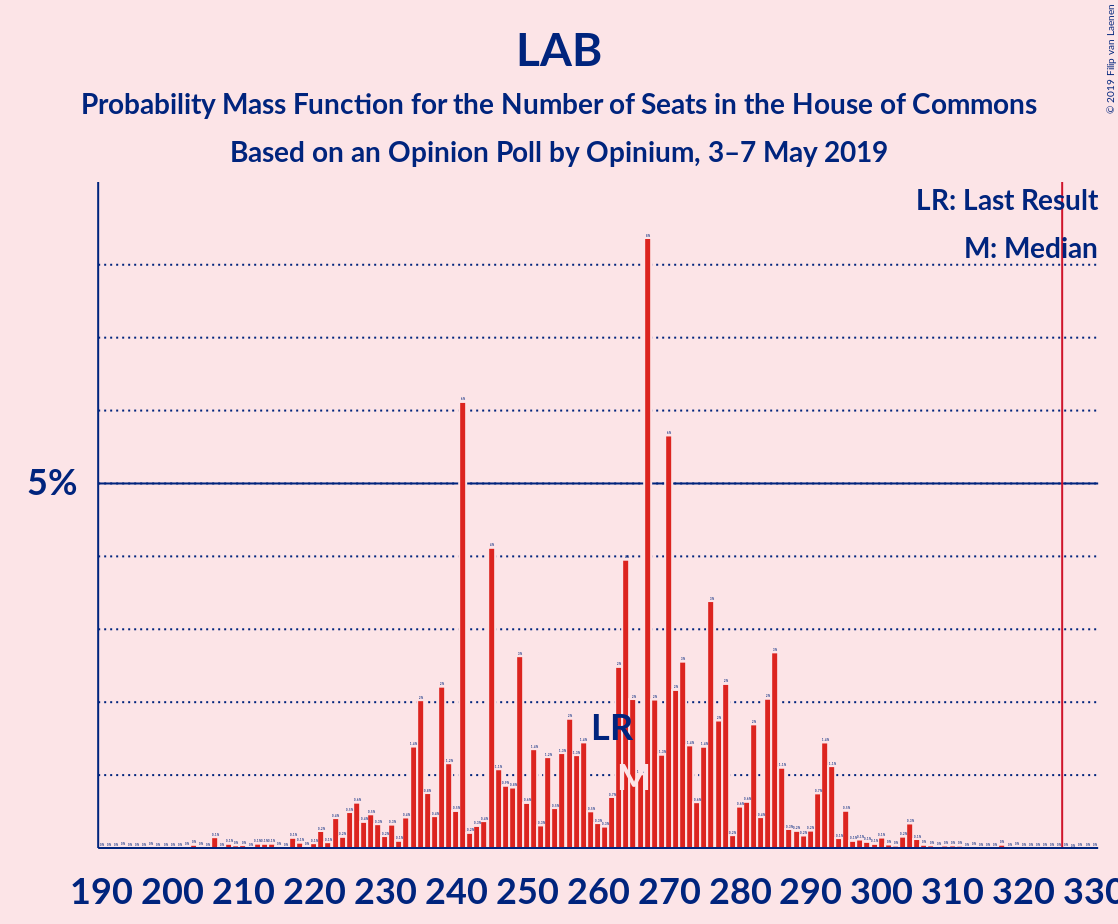 LAB
Probability Mass Function for the Number of Seats in the House of Commons
Based on an Opinion Poll by Opinium, 3–7 May 2019
© 2019 Filip van Laenen
LR: Last Result
M: Median
5%
LR
M
190 200 210 220 230 240 250 260 270 280 290 300 310 320 330